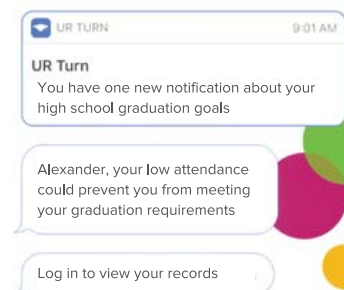 UR TURN 9:01 AM
UR Turn
You have one new notification about your
high school graduation goals
Alexander, your low attendance
could prevent you from meeting
your graduation requirements
Log in to view your records